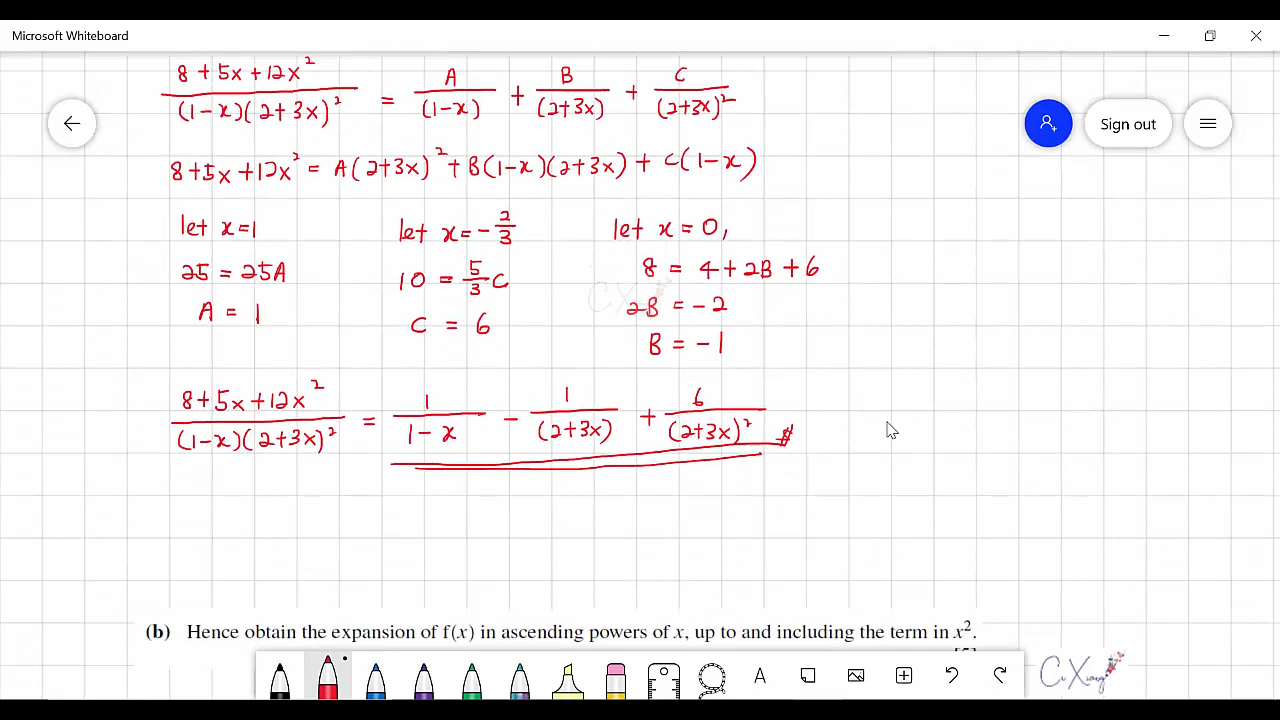 Microsoft Whiteboard
8 + 5x + 12x² / (1-x)(2+3x)² = A / (1-x) + B / (2+3x) + C / (2+3x)²
Sign out
8+5x+12x² = A(2+3x)² + B(1-x)(2+3x) + C(1-x)
let x=1
let x=-2/3
let x = 0,
25 = 25A
10 = 5/3 C
8 = 4+2B+6
A = 1
C = 6
2B = -2
B = -1
8+5x+12x² / (1-x)(2+3x)² = 1 / 1-x - 1 / (2+3x) + 6 / (2+3x)²
(b) Hence obtain the expansion of f(x) in ascending powers of x, up to and including the term in x².
A